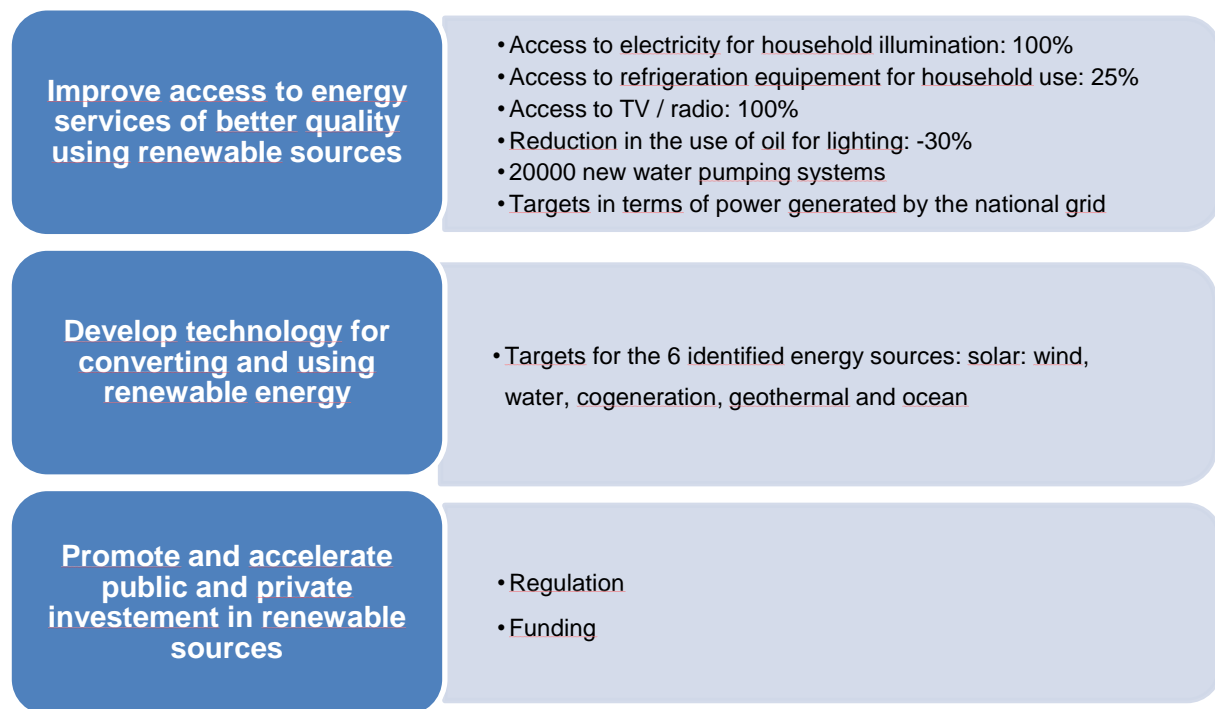 Improve access to energy
services of better quality
using renewable sources
•Access to electricity for household illumination: 100%
•Access to refrigeration equipement for household use: 25%
•Access to TV / radio: 100%
•Reduction in the use of oil for lighting: -30%
•20000 new water pumping systems
•Targets in terms of power generated by the national grid
Develop technology for
converting and using
renewable energy
•Targets for the 6 identified energy sources: solar: wind,
water, cogeneration, geothermal and ocean
Promote and accelerate
public and private
investement in renewable
sources
•Regulation
•Funding